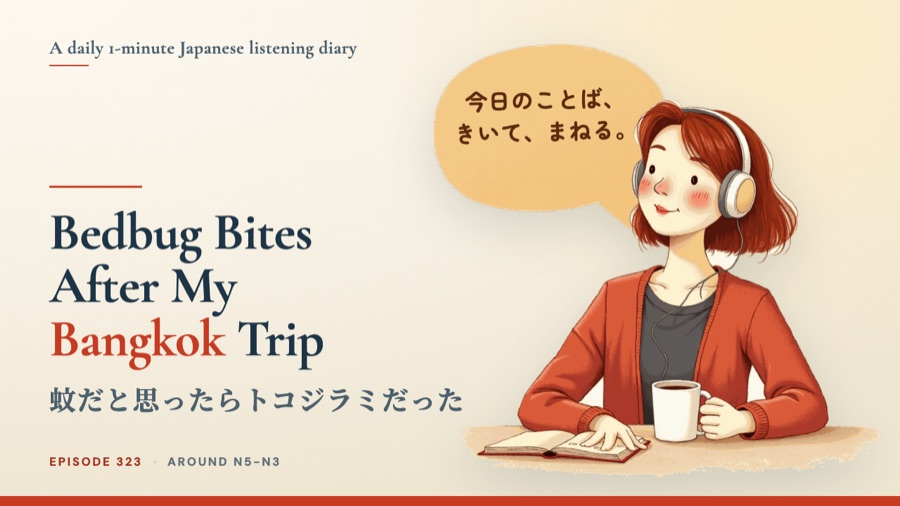 A daily 1-minute Japanese listening diary
今日のことば、
きいて、まねる。
Bedbug Bites
After My
Bangkok Trip
蚊だと思ったらトコジラミだった
EPISODE 323 · AROUND N5–N3